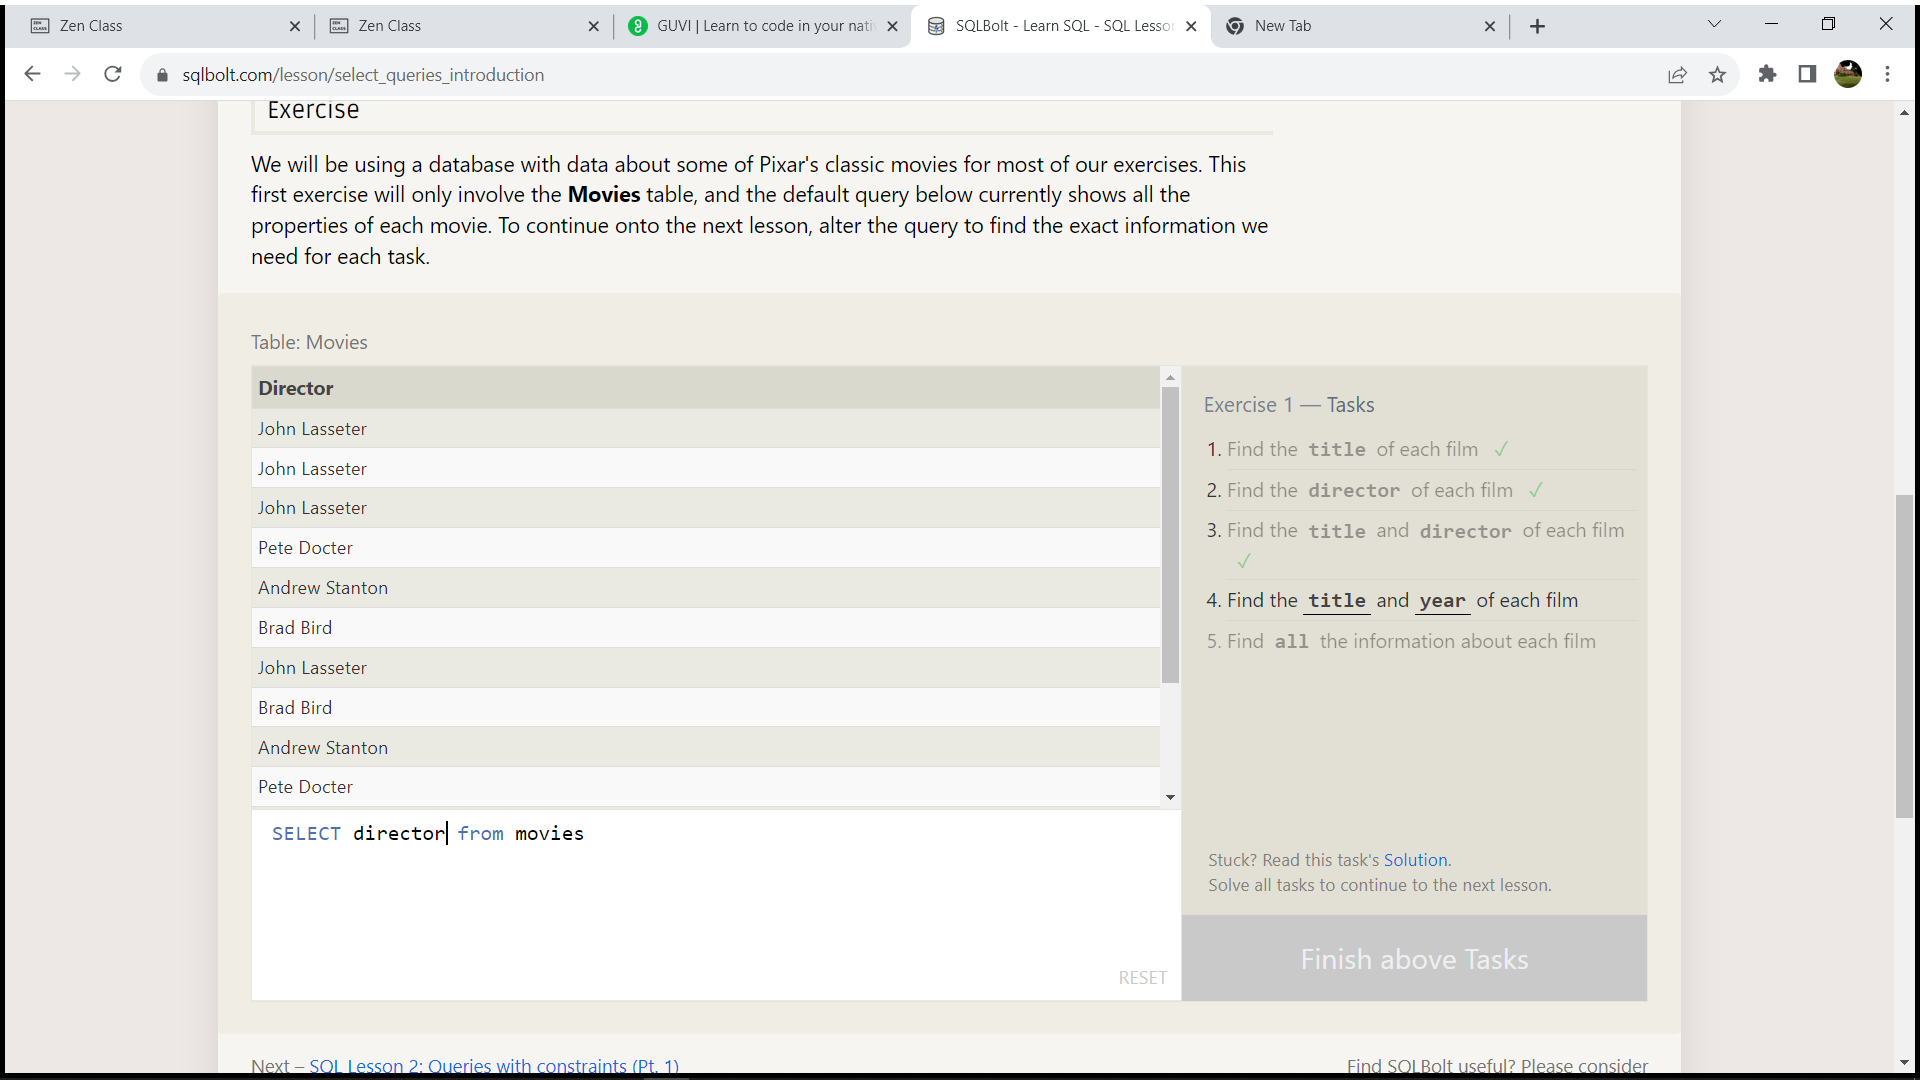 Zen Class
Zen Class
GUVI | Learn to code in your nati
SQLBolt - Learn SQL - SQL Lesson
New Tab
sqlbolt.com/lesson/select_queries_introduction
Exercise
We will be using a database with data about some of Pixar's classic movies for most of our exercises. This
first exercise will only involve the Movies table, and the default query below currently shows all the
properties of each movie. To continue onto the next lesson, alter the query to find the exact information we
need for each task.
Table: Movies
Director
John Lasseter
John Lasseter
John Lasseter
Pete Docter
Andrew Stanton
Brad Bird
John Lasseter
Brad Bird
Andrew Stanton
Pete Docter
SELECT director from movies
RESET
Exercise 1 — Tasks
1. Find the title of each film ✓
2. Find the director of each film ✓
3. Find the title and director of each film
✓
4. Find the title and year of each film
5. Find all the information about each film
Stuck? Read this task's Solution.
Solve all tasks to continue to the next lesson.
Finish above Tasks
Next – SQL Lesson 2: Queries with constraints (Pt. 1)
Find SQLBolt useful? Please consider